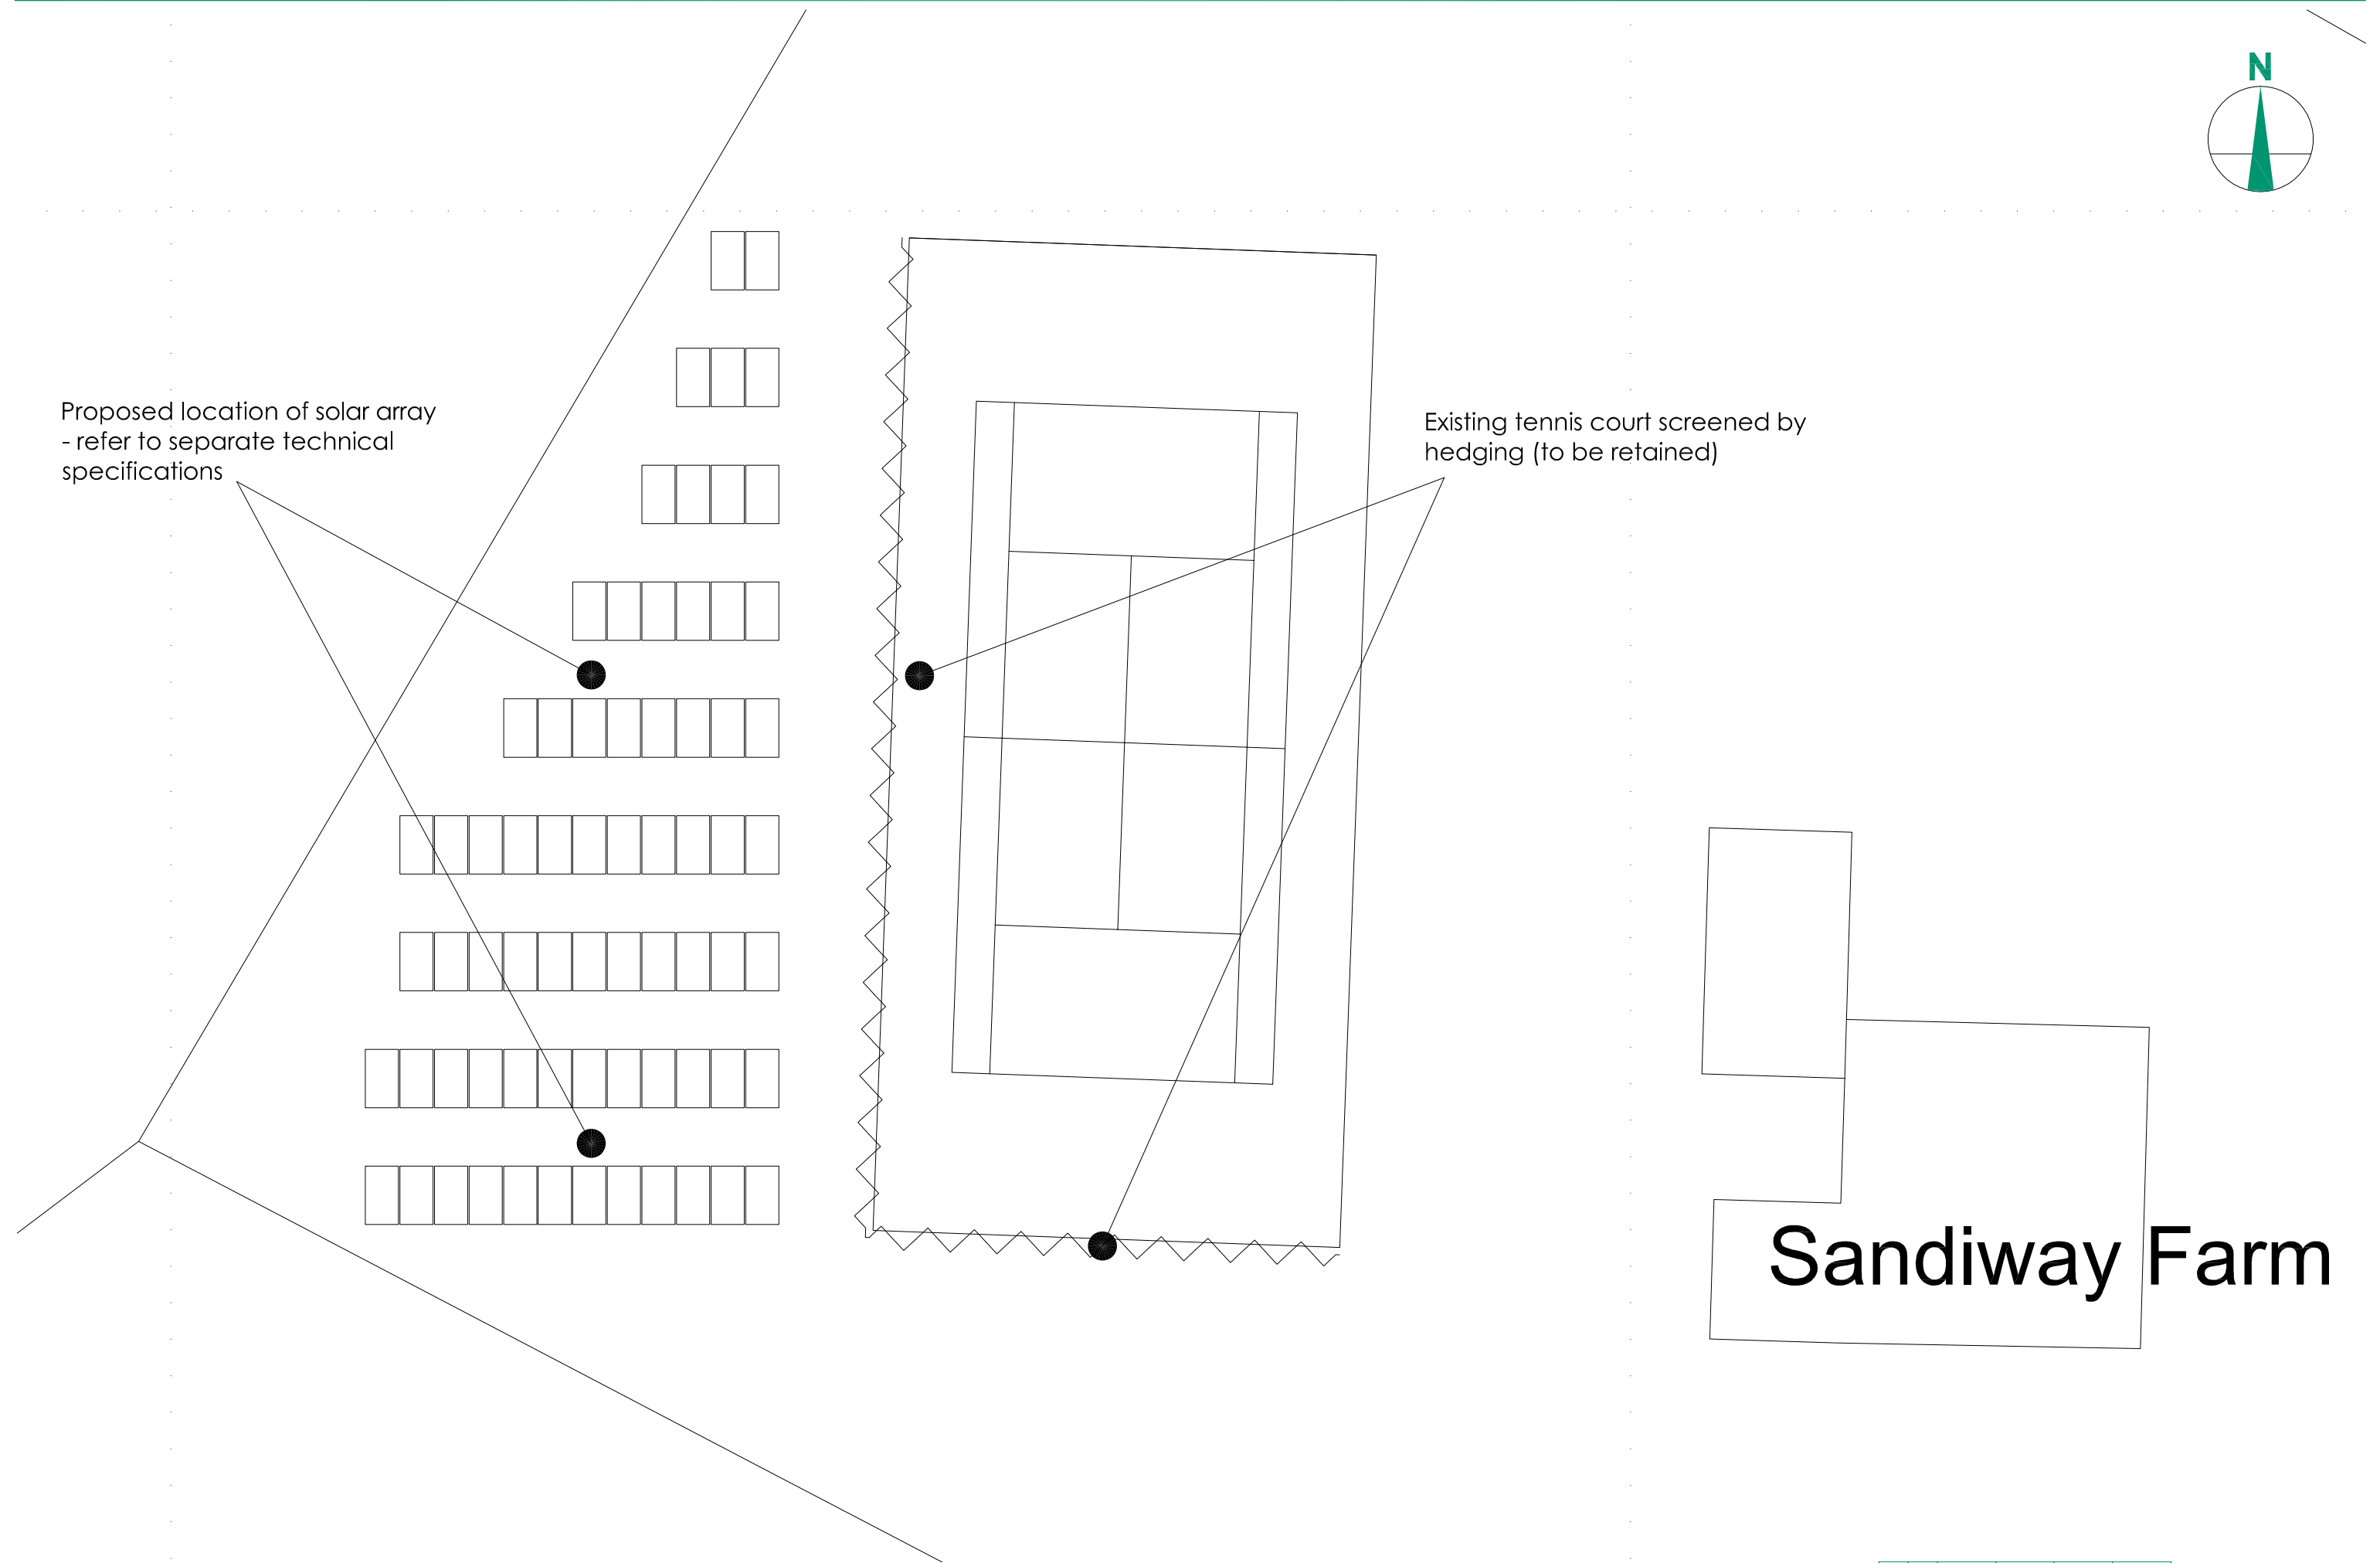 N
Proposed location of solar array
- refer to separate technical
specifications
Existing tennis court screened by
hedging (to be retained)
Sandiway Farm